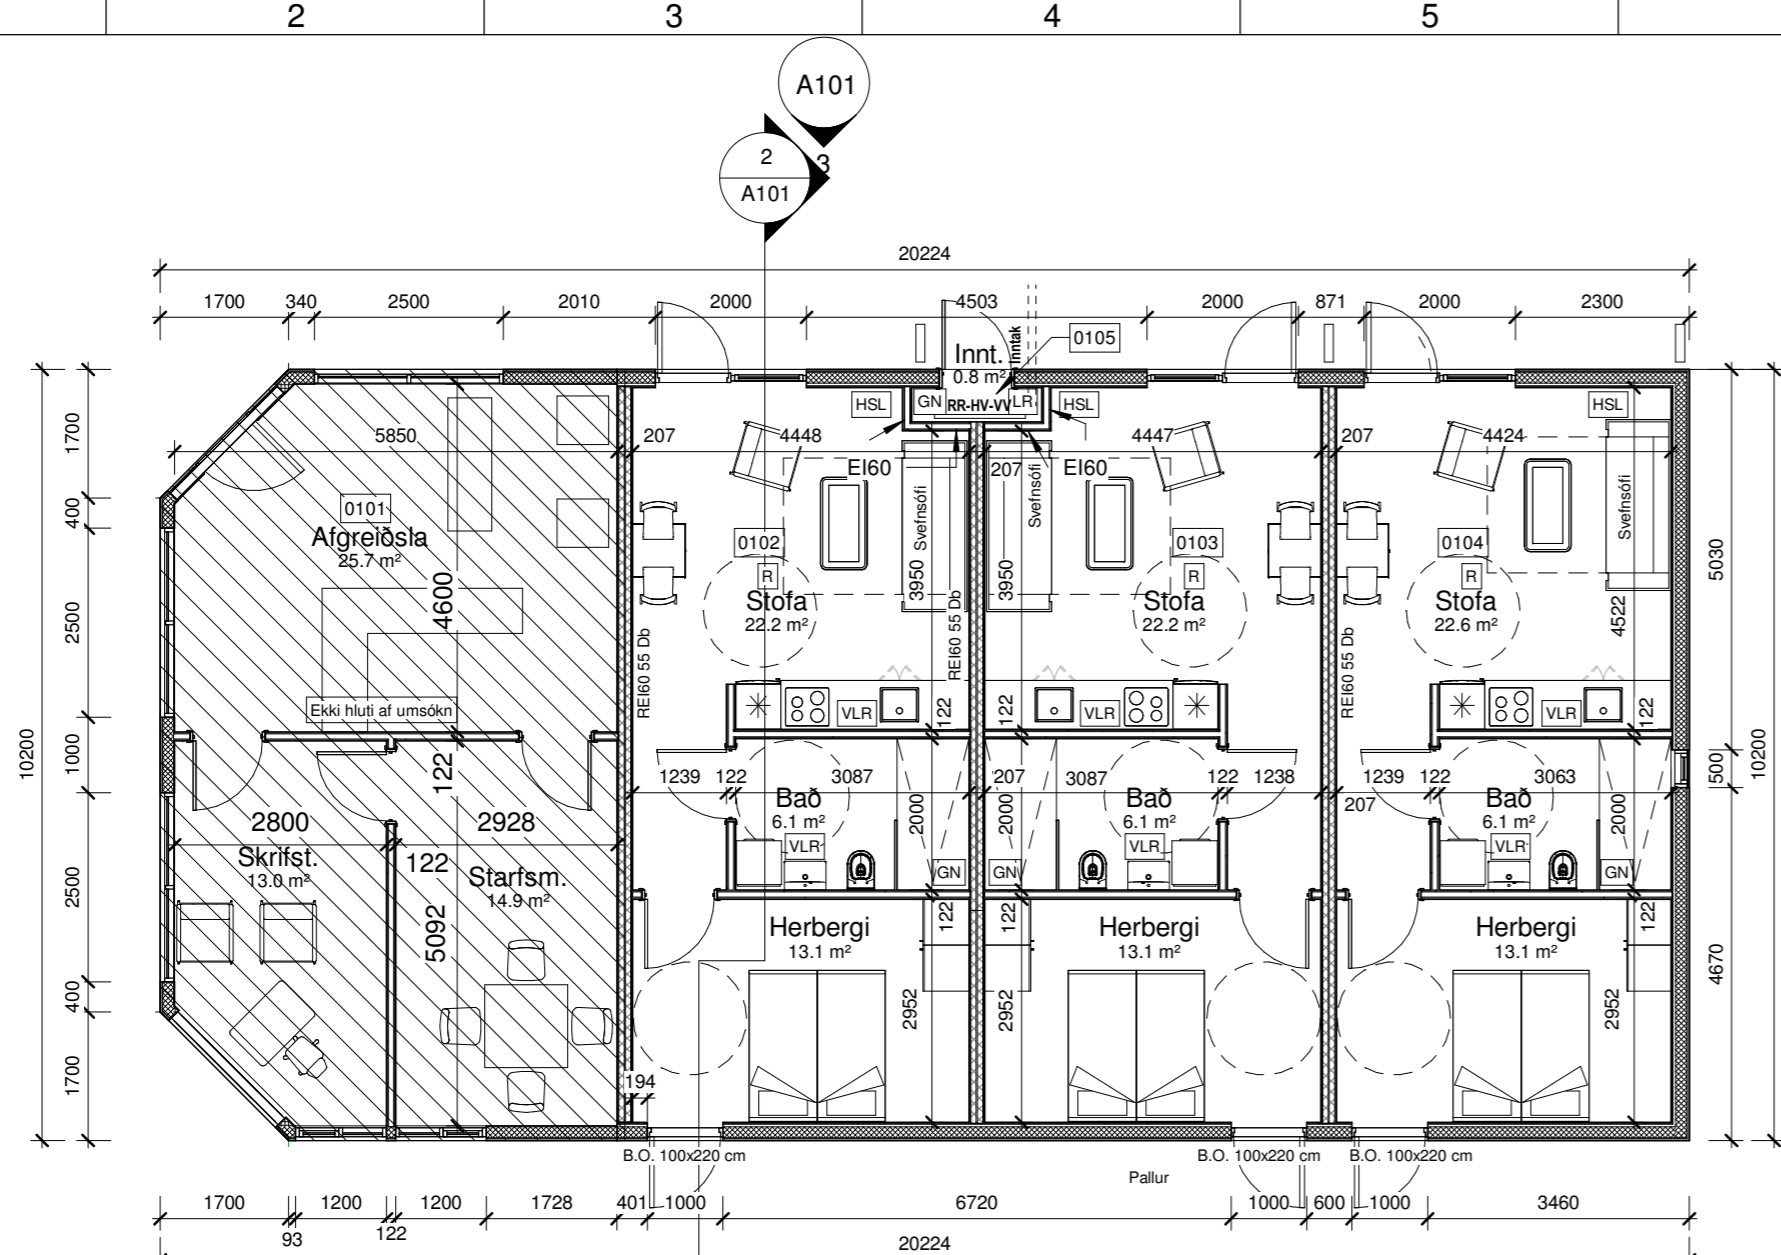 2 3 4 5
A101
2
3
A101
20224
1700 340 2500 2010 2000 4503 2000 871 2000 2300
Inntak
0105
Innt.
0.8 m²
GN RR-HV-VV LR
HSL HSL HSL
5850 207 4448 4447 207 4424
EI60 207 EI60
Svefnsófi Svefnsófi Svefnsófi
0101
Afgreiðsla
25.7 m²
4600
0102 0103 0104
R R R
Stofa Stofa Stofa
22.2 m² 22.2 m² 22.6 m²
3950 3950 4522
REI60 55 Db REI60 55 Db REI60 55 Db
Ekki hluti af umsókn
VLR VLR VLR
122 122 122
122
1239 122 3087 207 3087 122 1238 1239 122 3063
207
Bað Bað Bað
6.1 m² 6.1 m² 6.1 m²
2000 2000 2000
VLR VLR VLR
GN GN GN
2800 2928
122
Skrifst.
13.0 m²
Starfsm.
14.9 m²
5092
122 122 122
Herbergi Herbergi Herbergi
13.1 m² 13.1 m² 13.1 m²
2952 2952 2952
194
10200
1700
400
2500
1000
2500
400
1700
5030
500
4670
10200
B.O. 100x220 cm B.O. 100x220 cm B.O. 100x220 cm
Pallur
1700 1200 1200 1728 401 1000 6720 1000 600 1000 3460
93 122
20224